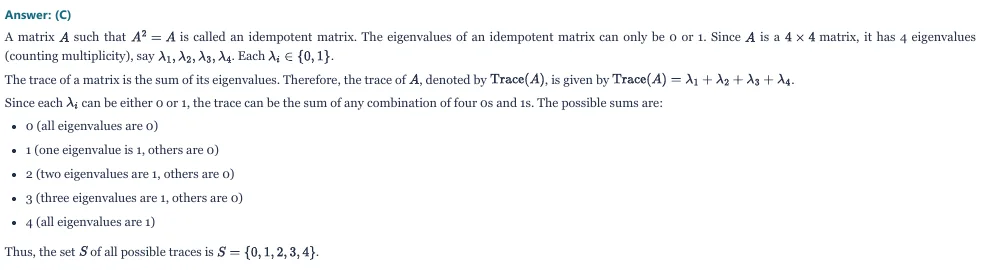 Answer: (C)
A matrix A such that A² = A is called an idempotent matrix. The eigenvalues of an idempotent matrix can only be 0 or 1. Since A is a 4 × 4 matrix, it has 4 eigenvalues
(counting multiplicity), say λ₁, λ₂, λ₃, λ₄. Each λᵢ ∈ {0, 1}.
The trace of a matrix is the sum of its eigenvalues. Therefore, the trace of A, denoted by Trace(A), is given by Trace(A) = λ₁ + λ₂ + λ₃ + λ₄.
Since each λᵢ can be either 0 or 1, the trace can be the sum of any combination of four 0s and 1s. The possible sums are:
• 0 (all eigenvalues are 0)
• 1 (one eigenvalue is 1, others are 0)
• 2 (two eigenvalues are 1, others are 0)
• 3 (three eigenvalues are 1, others are 0)
• 4 (all eigenvalues are 1)
Thus, the set S of all possible traces is S = {0, 1, 2, 3, 4}.